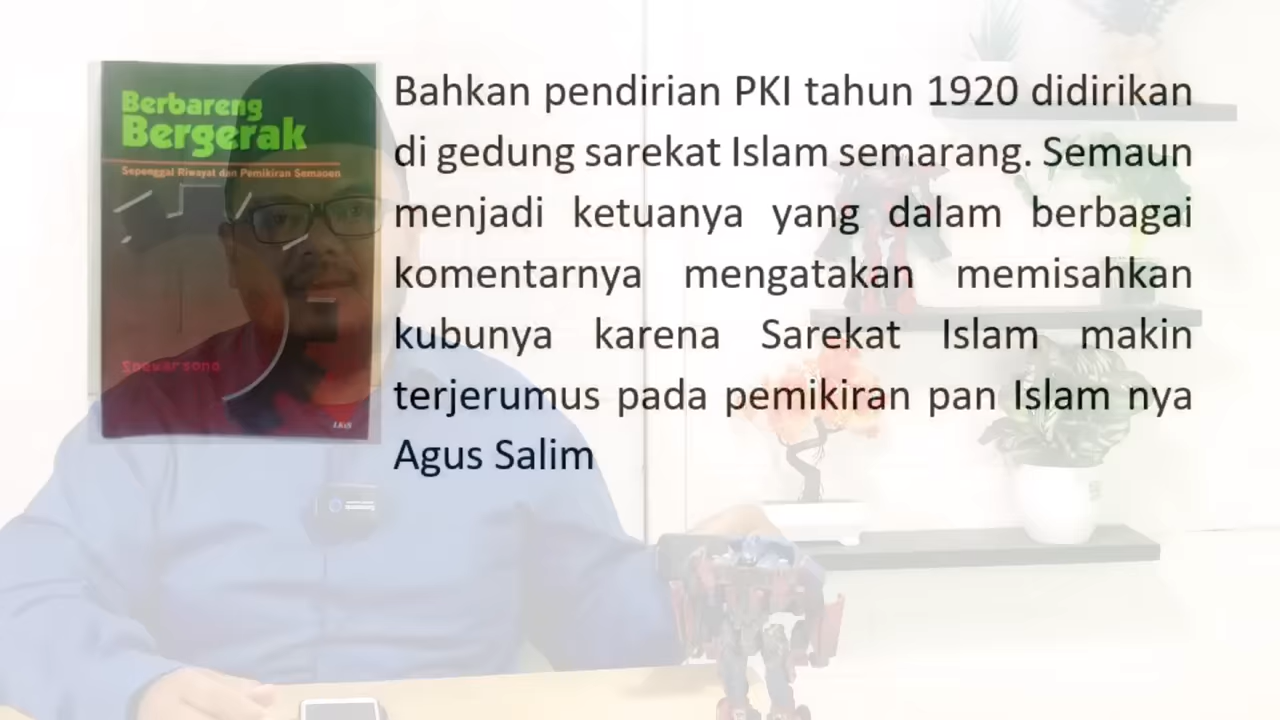 Berbareng
Bergerak
Sepenggal Riwayat dan Pemikiran Semaoen
Soewarsono
LKiS
Bahkan pendirian PKI tahun 1920 didirikan
di gedung sarekat Islam semarang. Semaun
menjadi ketuanya yang dalam berbagai
komentarnya mengatakan memisahkan
kubunya karena Sarekat Islam makin
terjerumus pada pemikiran pan Islam nya
Agus Salim